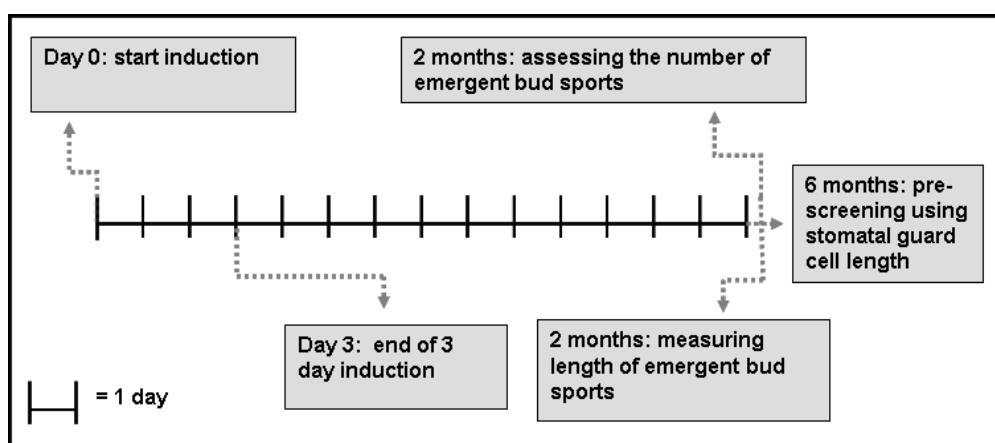 Day 0: start induction
2 months: assessing the number of
emergent bud sports
6 months: pre-
screening using
stomatal guard
cell length
Day 3:  end of 3
day induction
2 months: measuring
length of emergent bud
sports
= 1 day